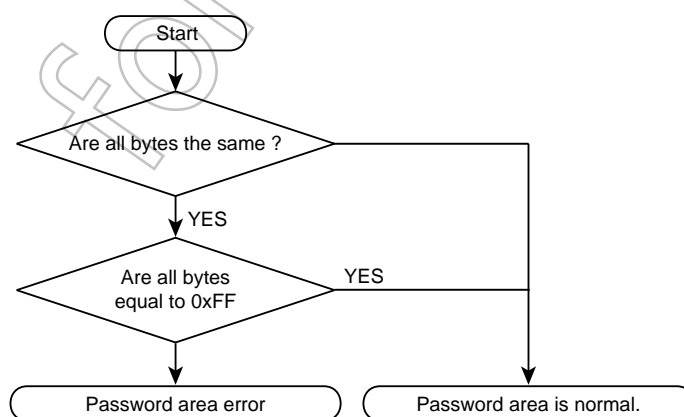 Start
Are all bytes the same ?
YES
Are all bytes
equal to 0xFF
YES
Password area error
Password area is normal.